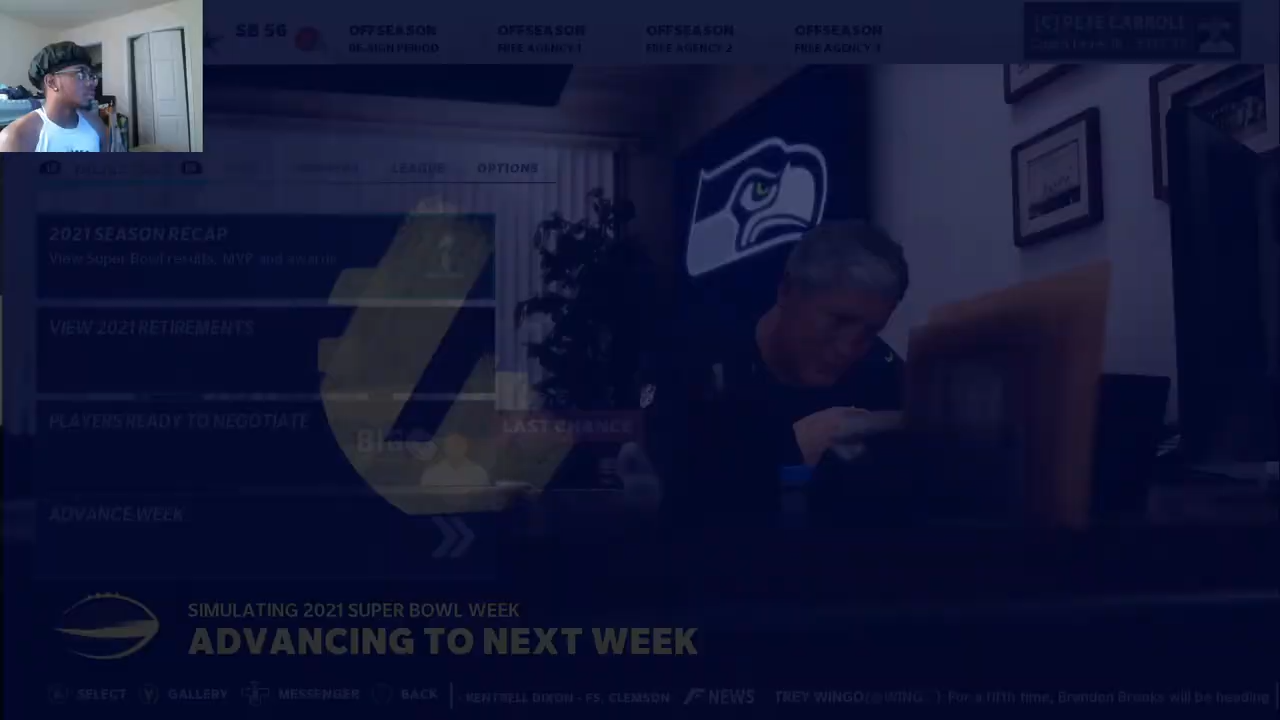 SB 56
OFFSEASON
RE-SIGN PERIOD
OFFSEASON
FREE AGENCY 1
OFFSEASON
FREE AGENCY 2
OFFSEASON
FREE AGENCY 3
[C] PETE CARROLL
LEAGUE
OPTIONS
2021 SEASON RECAP
View Super Bowl results, MVP and awards
VIEW 2021 RETIREMENTS
PLAYERS READY TO NEGOTIATE
LAST CHANCE
ADVANCE WEEK
SIMULATING 2021 SUPER BOWL WEEK
ADVANCING TO NEXT WEEK
SELECT
Y GALLERY
MESSENGER
BACK
- KENTRELL DIXON - FS, CLEMSON
NEWS
TREY WINGO
For a fifth time, Brandon Brooks will be heading